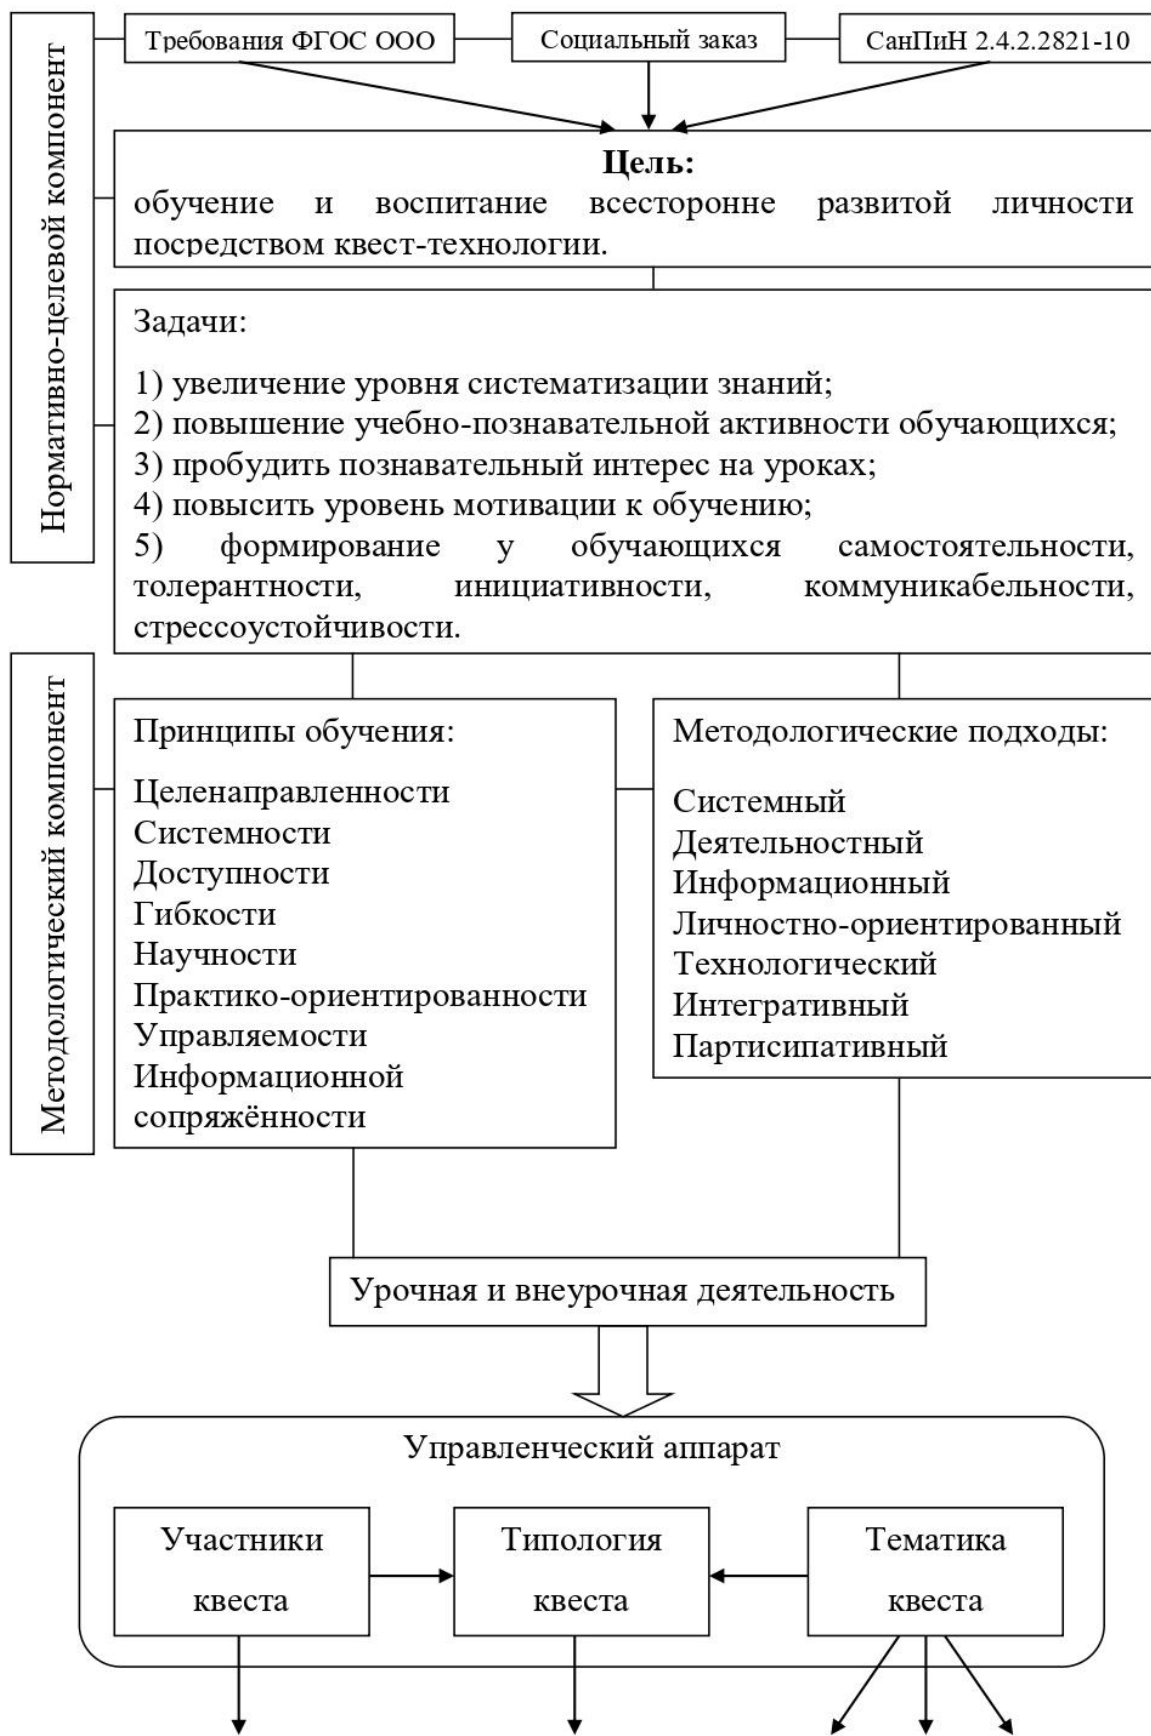 Требования ФГОС ООО
Социальный заказ
СанПиН 2.4.2.2821-10
Нормативно-целевой компонент
Цель:
обучение и воспитание всесторонне развитой личности
посредством квест-технологии.
Задачи:
1) увеличение уровня систематизации знаний;
2) повышение учебно-познавательной активности обучающихся;
3) пробудить познавательный интерес на уроках;
4) повысить уровень мотивации к обучению;
5) формирование у обучающихся самостоятельности,
толерантности, инициативности, коммуникабельности,
стрессоустойчивости.
Методологический компонент
Принципы обучения:
Целенаправленности
Системности
Доступности
Гибкости
Научности
Практико-ориентированности
Управляемости
Информационной
сопряжённости
Методологические подходы:
Системный
Деятельностный
Информационный
Личностно-ориентированный
Технологический
Интегративный
Партисипативный
Урочная и внеурочная деятельность
Управленческий аппарат
Участники
квеста
Типология
квеста
Тематика
квеста